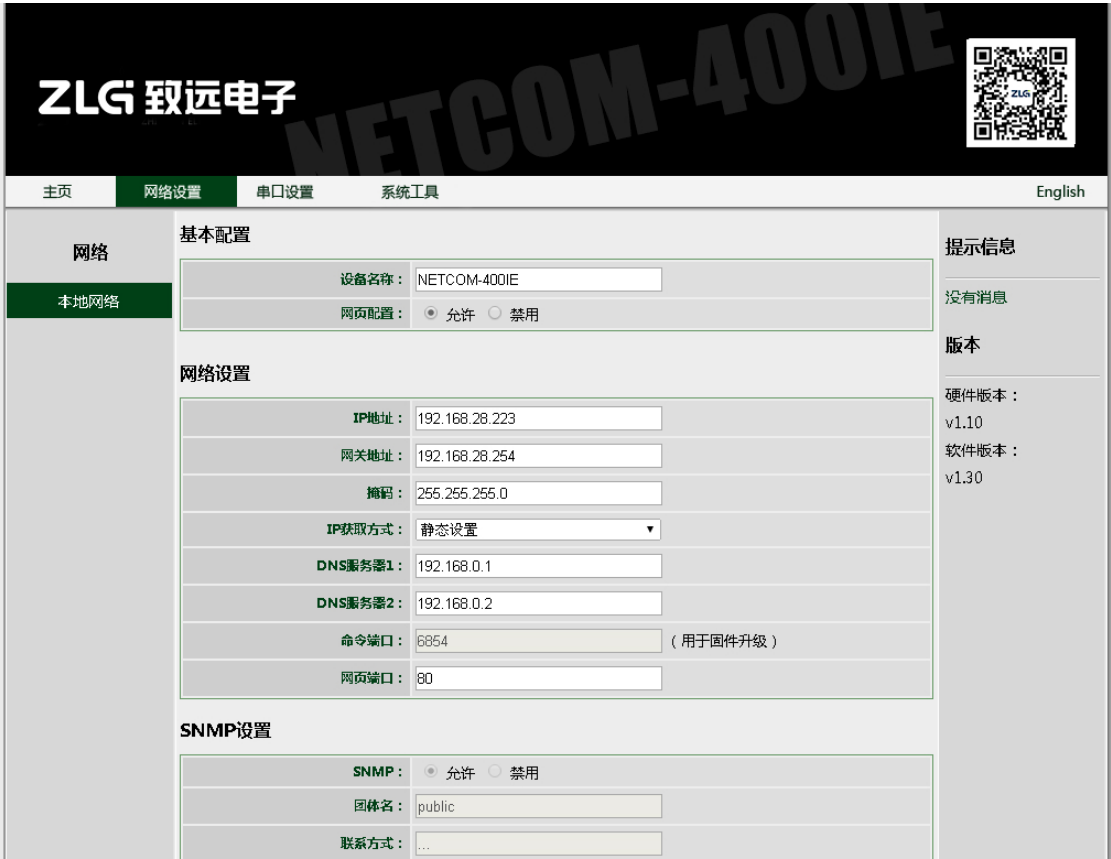 NETCOM-400IE
ZLG 致远电子
ZLG
主页 网络设置 串口设置 系统工具 English
网络
本地网络
基本配置
设备名称： NETCOM-400IE
网页配置： 允许 禁用
网络设置
IP地址： 192.168.28.223
网关地址： 192.168.28.254
掩码： 255.255.255.0
IP获取方式： 静态设置
DNS服务器1： 192.168.0.1
DNS服务器2： 192.168.0.2
命令端口： 6854 （用于固件升级）
网页端口： 80
SNMP设置
SNMP： 允许 禁用
团体名： public
联系方式： ...
提示信息
没有消息
版本
硬件版本：
v1.10
软件版本：
v1.30